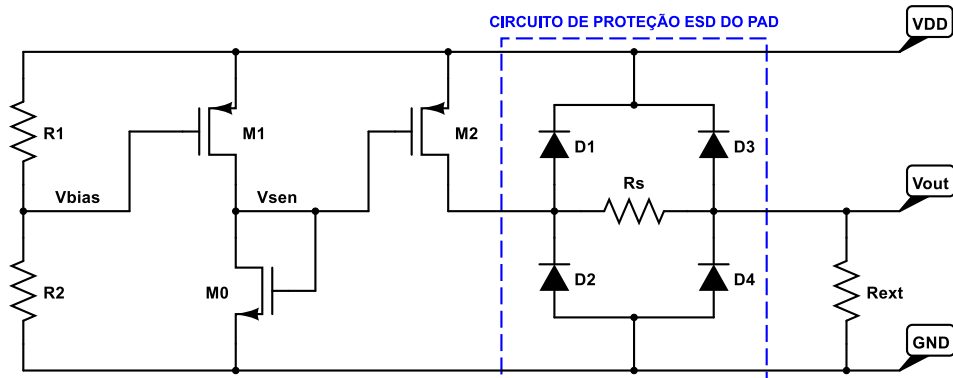 CIRCUITO DE PROTEÇÃO ESD DO PAD
VDD
R1
M1
M2
D1
D3
Vbias
Vsen
Rs
Vout
R2
M0
D2
D4
Rext
GND